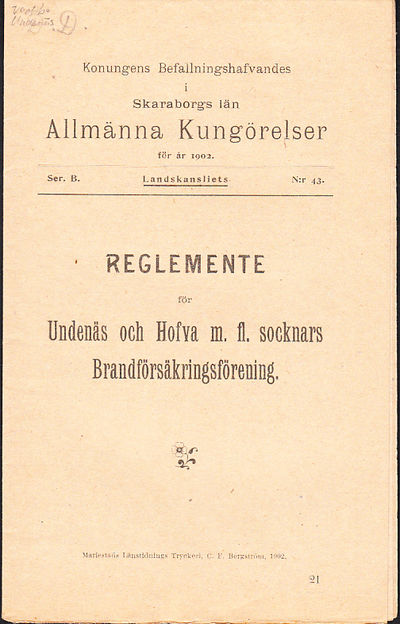 Konungens Befallningshafvandes
i
Skaraborgs län
Allmänna Kungörelser
för år 1902.
Ser. B. Landskansliets N:r 43.
REGLEMENTE
för
Undenäs och Hofva m. fl. socknars
Brandförsäkringsförening.
Mariestads Länstidnings Tryckeri, C. F. Bergström, 1902.
21